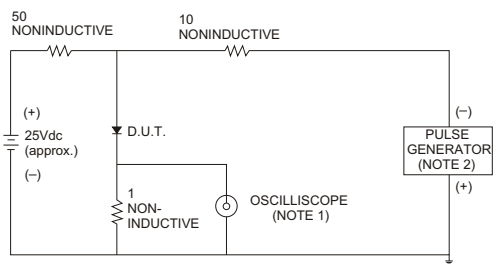 50
NONINDUCTIVE
10
NONINDUCTIVE
(+)
25Vdc
(approx.)
(–)
D.U.T.
1
NON-
INDUCTIVE
OSCILLISCOPE
(NOTE 1)
(–)
PULSE
GENERATOR
(NOTE 2)
(+)